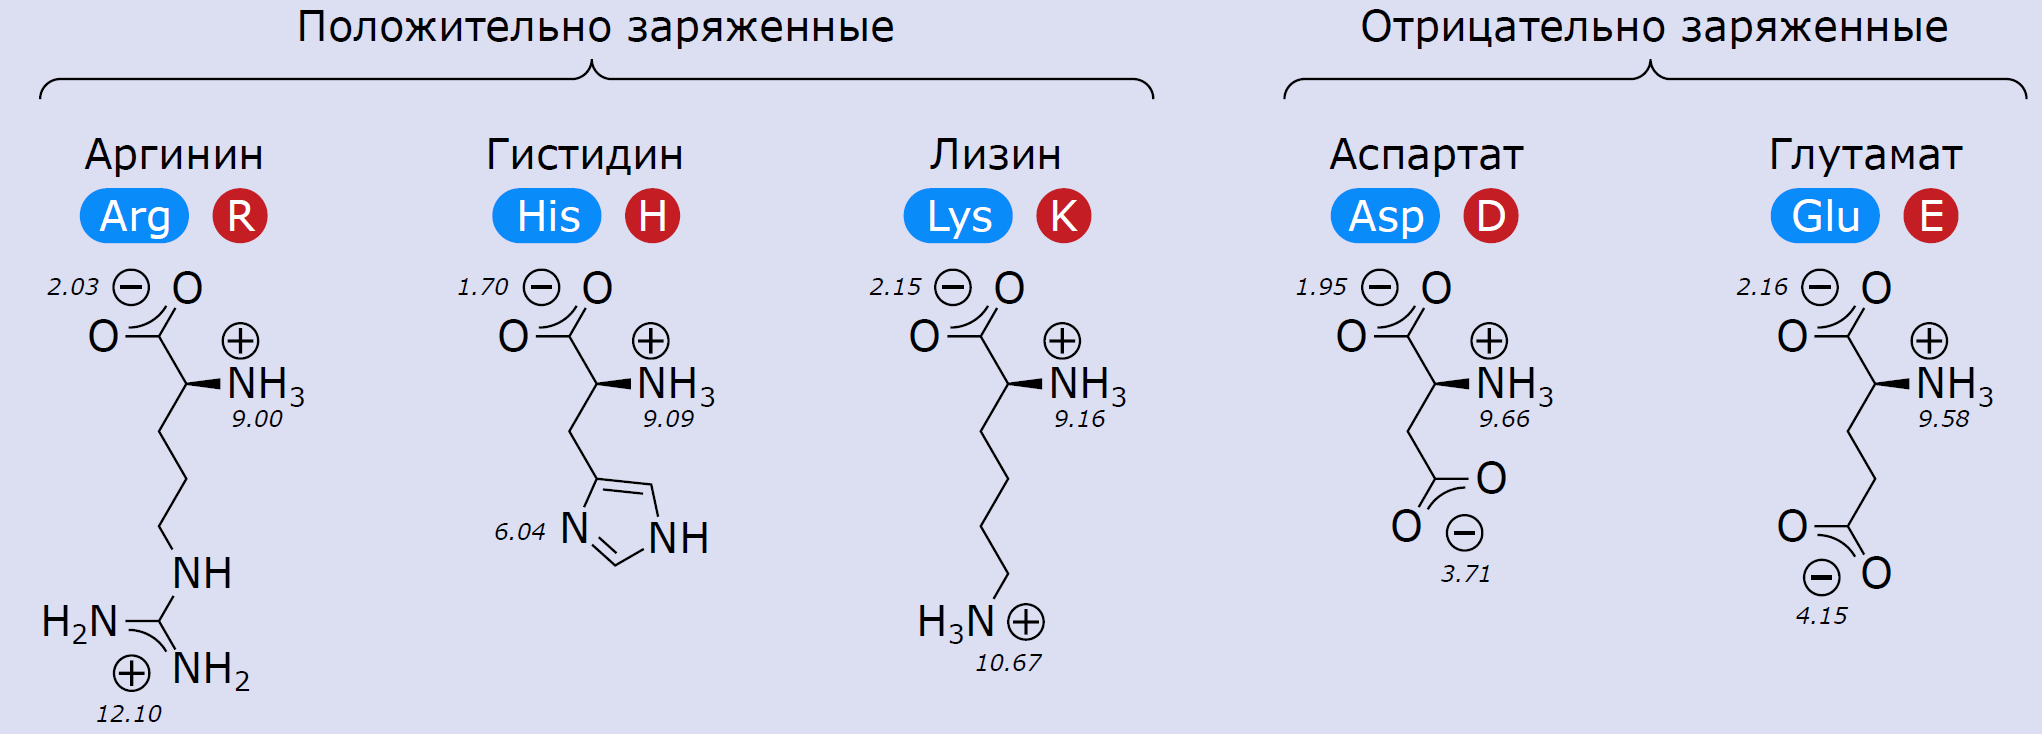 Положительно заряженные
Отрицательно заряженные
Аргинин
Гистидин
Лизин
Аспартат
Глутамат
Arg R
His H
Lys K
Asp D
Glu E
2.03 − O
O
+
NH3
9.00
NH
H2N
+ NH2
12.10
1.70 − O
O
+
NH3
9.09
6.04 N
NH
2.15 − O
O
+
NH3
9.16
H3N +
10.67
1.95 − O
O
+
NH3
9.66
O
O −
3.71
2.16 − O
O
+
NH3
9.58
O
− O
4.15